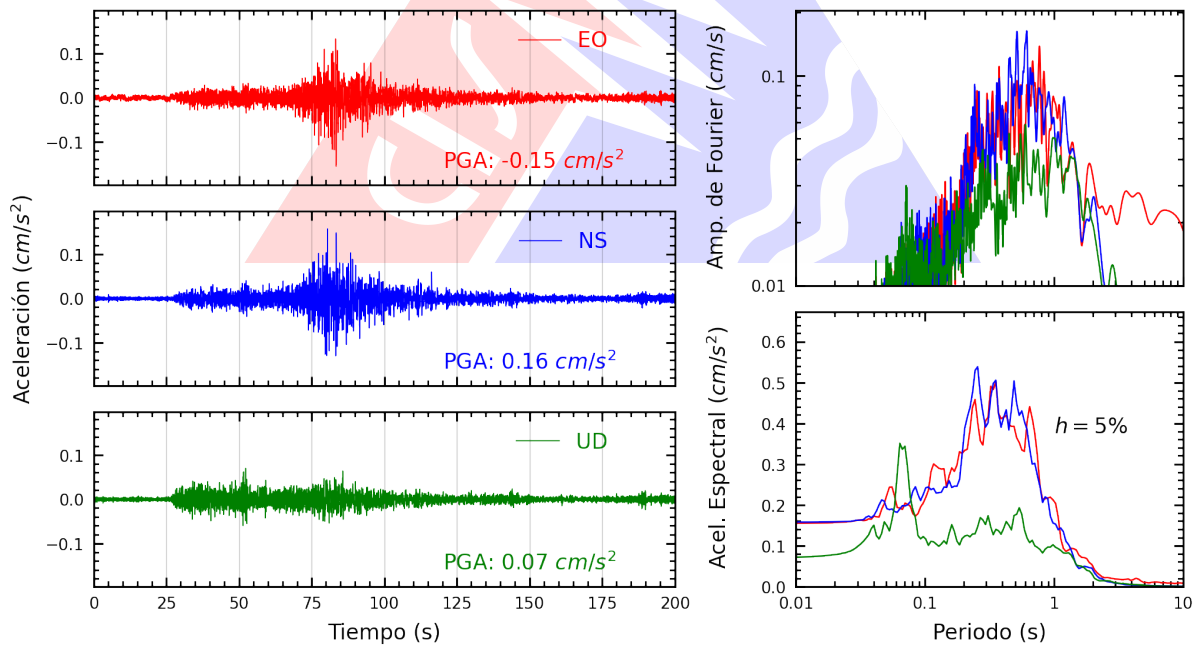 Aceleración (cm/s²)
0.1
0.0
−0.1
EO
PGA: -0.15 cm/s²
0.1
0.0
−0.1
NS
PGA: 0.16 cm/s²
0.1
0.0
−0.1
UD
PGA: 0.07 cm/s²
0 25 50 75 100 125 150 175 200
Tiempo (s)
Amp. de Fourier (cm/s)
0.1
0.01
Acel. Espectral (cm/s²)
0.6
0.5
0.4
0.3
0.2
0.1
0.0
h = 5%
0.01 0.1 1 10
Periodo (s)